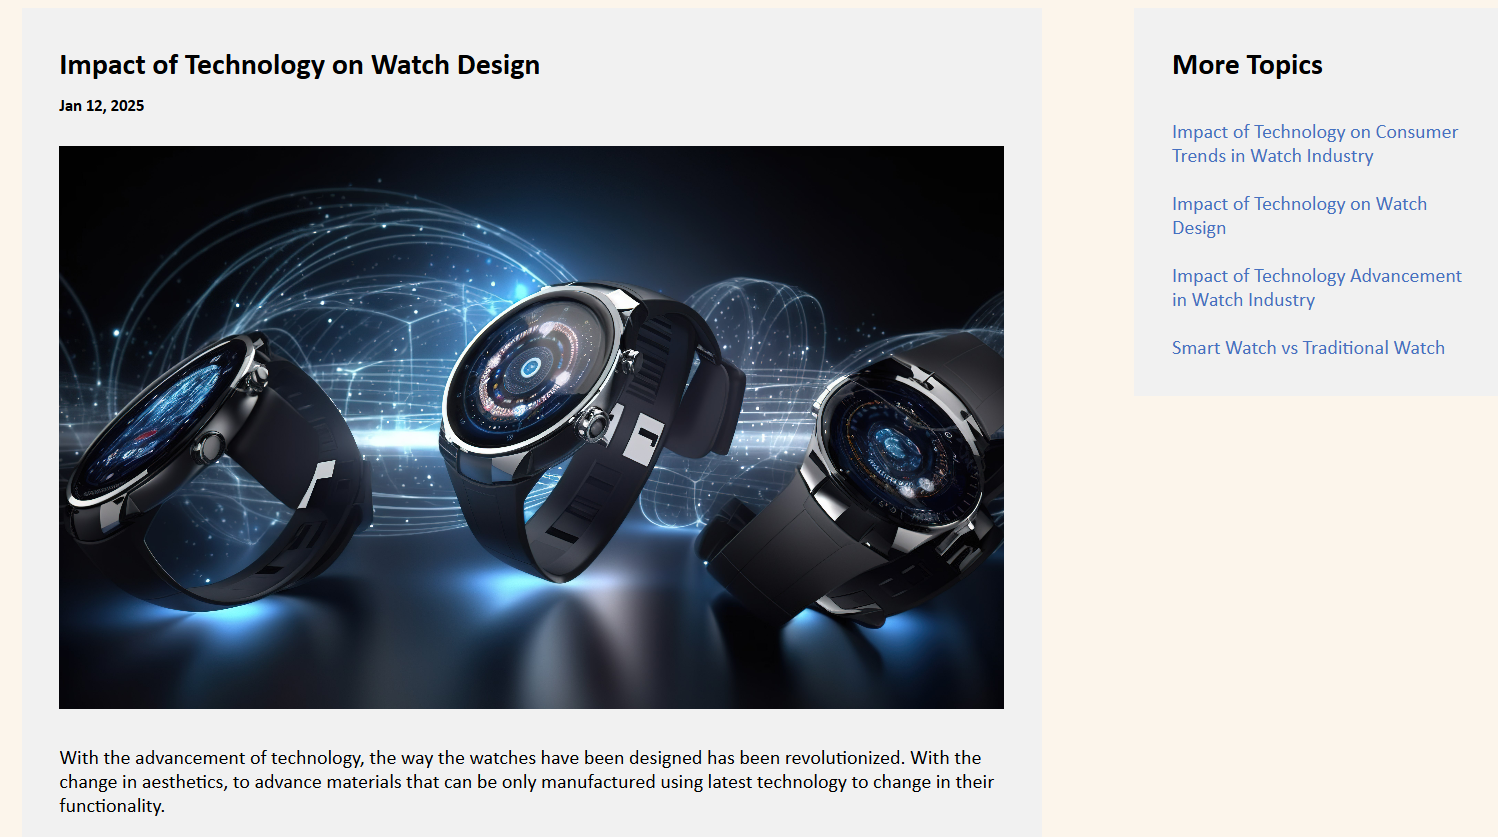 Impact of Technology on Watch Design
Jan 12, 2025
With the advancement of technology, the way the watches have been designed has been revolutionized. With the
change in aesthetics, to advance materials that can be only manufactured using latest technology to change in their
functionality.
More Topics
Impact of Technology on Consumer
Trends in Watch Industry
Impact of Technology on Watch
Design
Impact of Technology Advancement
in Watch Industry
Smart Watch vs Traditional Watch